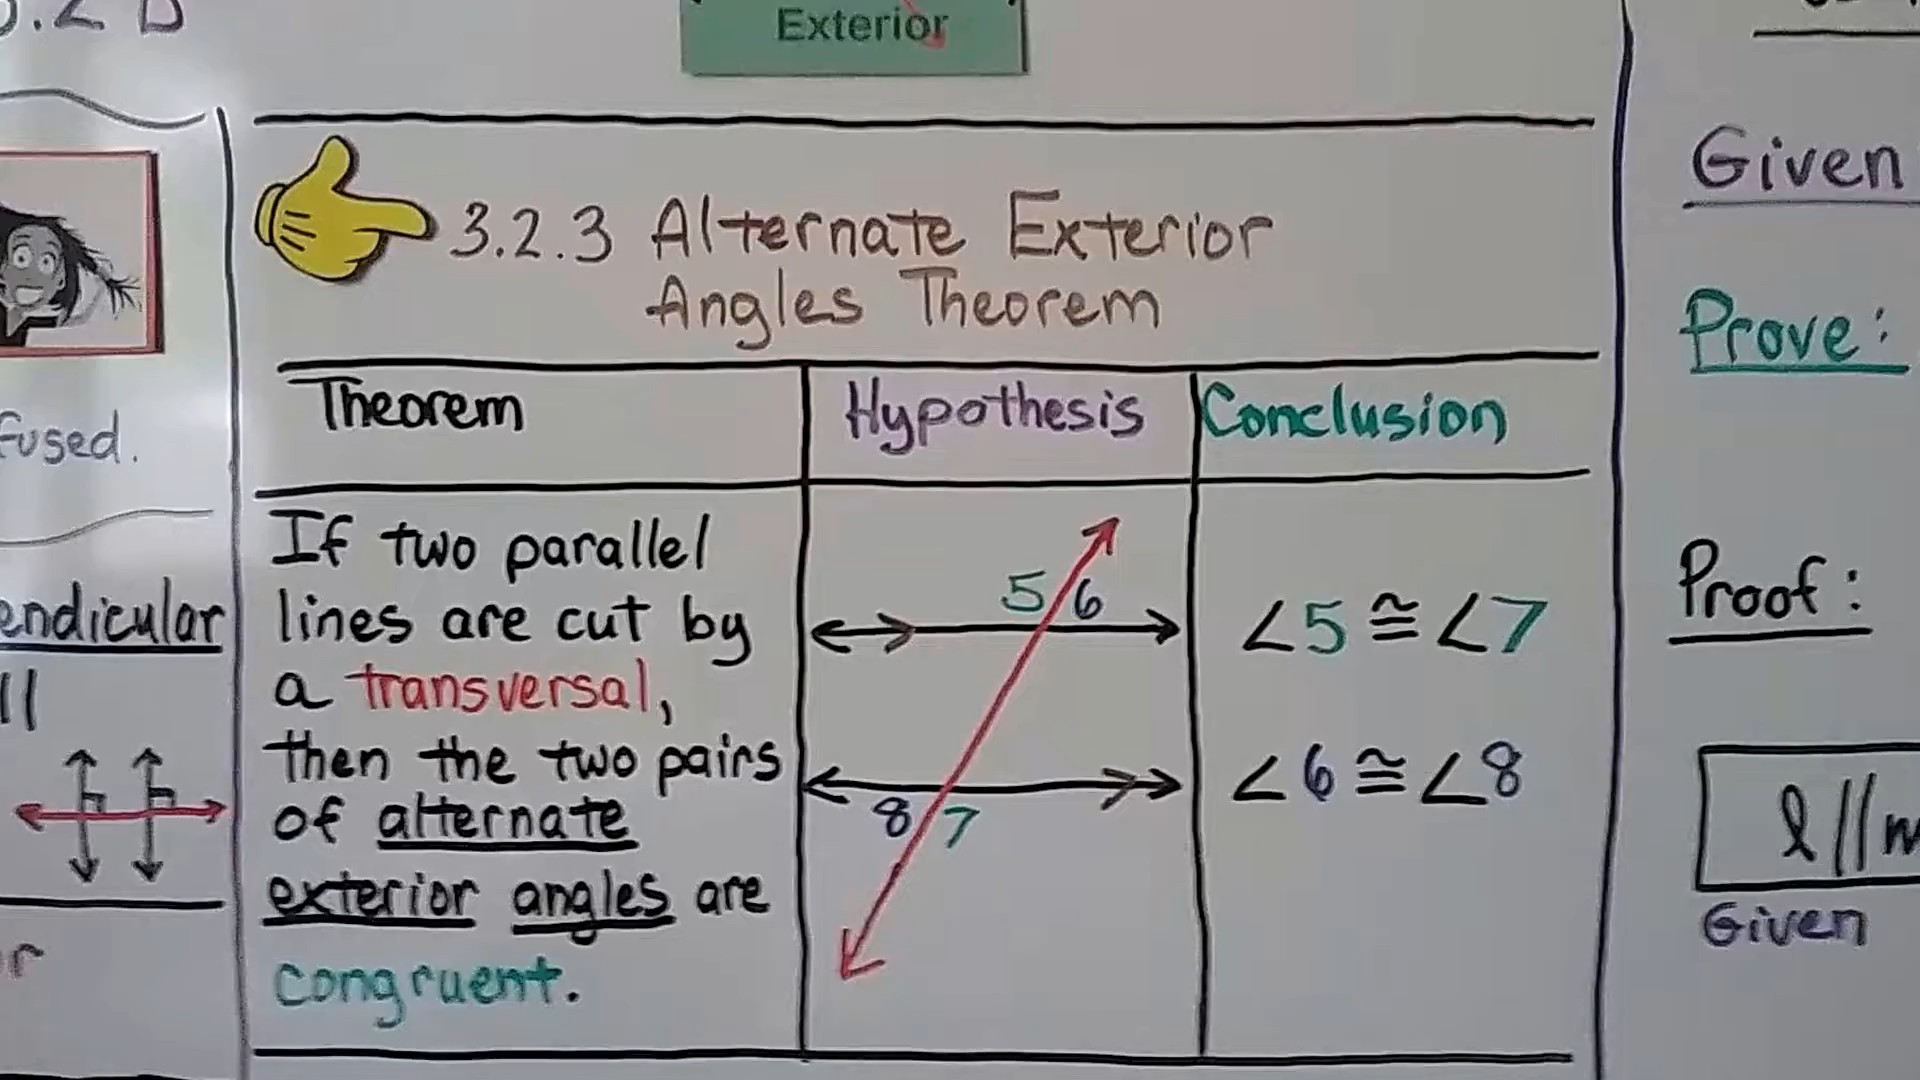 Exterior
3.2.3 Alternate Exterior
Angles Theorem
Theorem
Hypothesis
Conclusion
If two parallel
lines are cut by
a transversal,
then the two pairs
of alternate
exterior angles are
congruent.
5 6
8 7
∠5 ≅ ∠7
∠6 ≅ ∠8
Given
Prove:
Proof:
l // m
Given